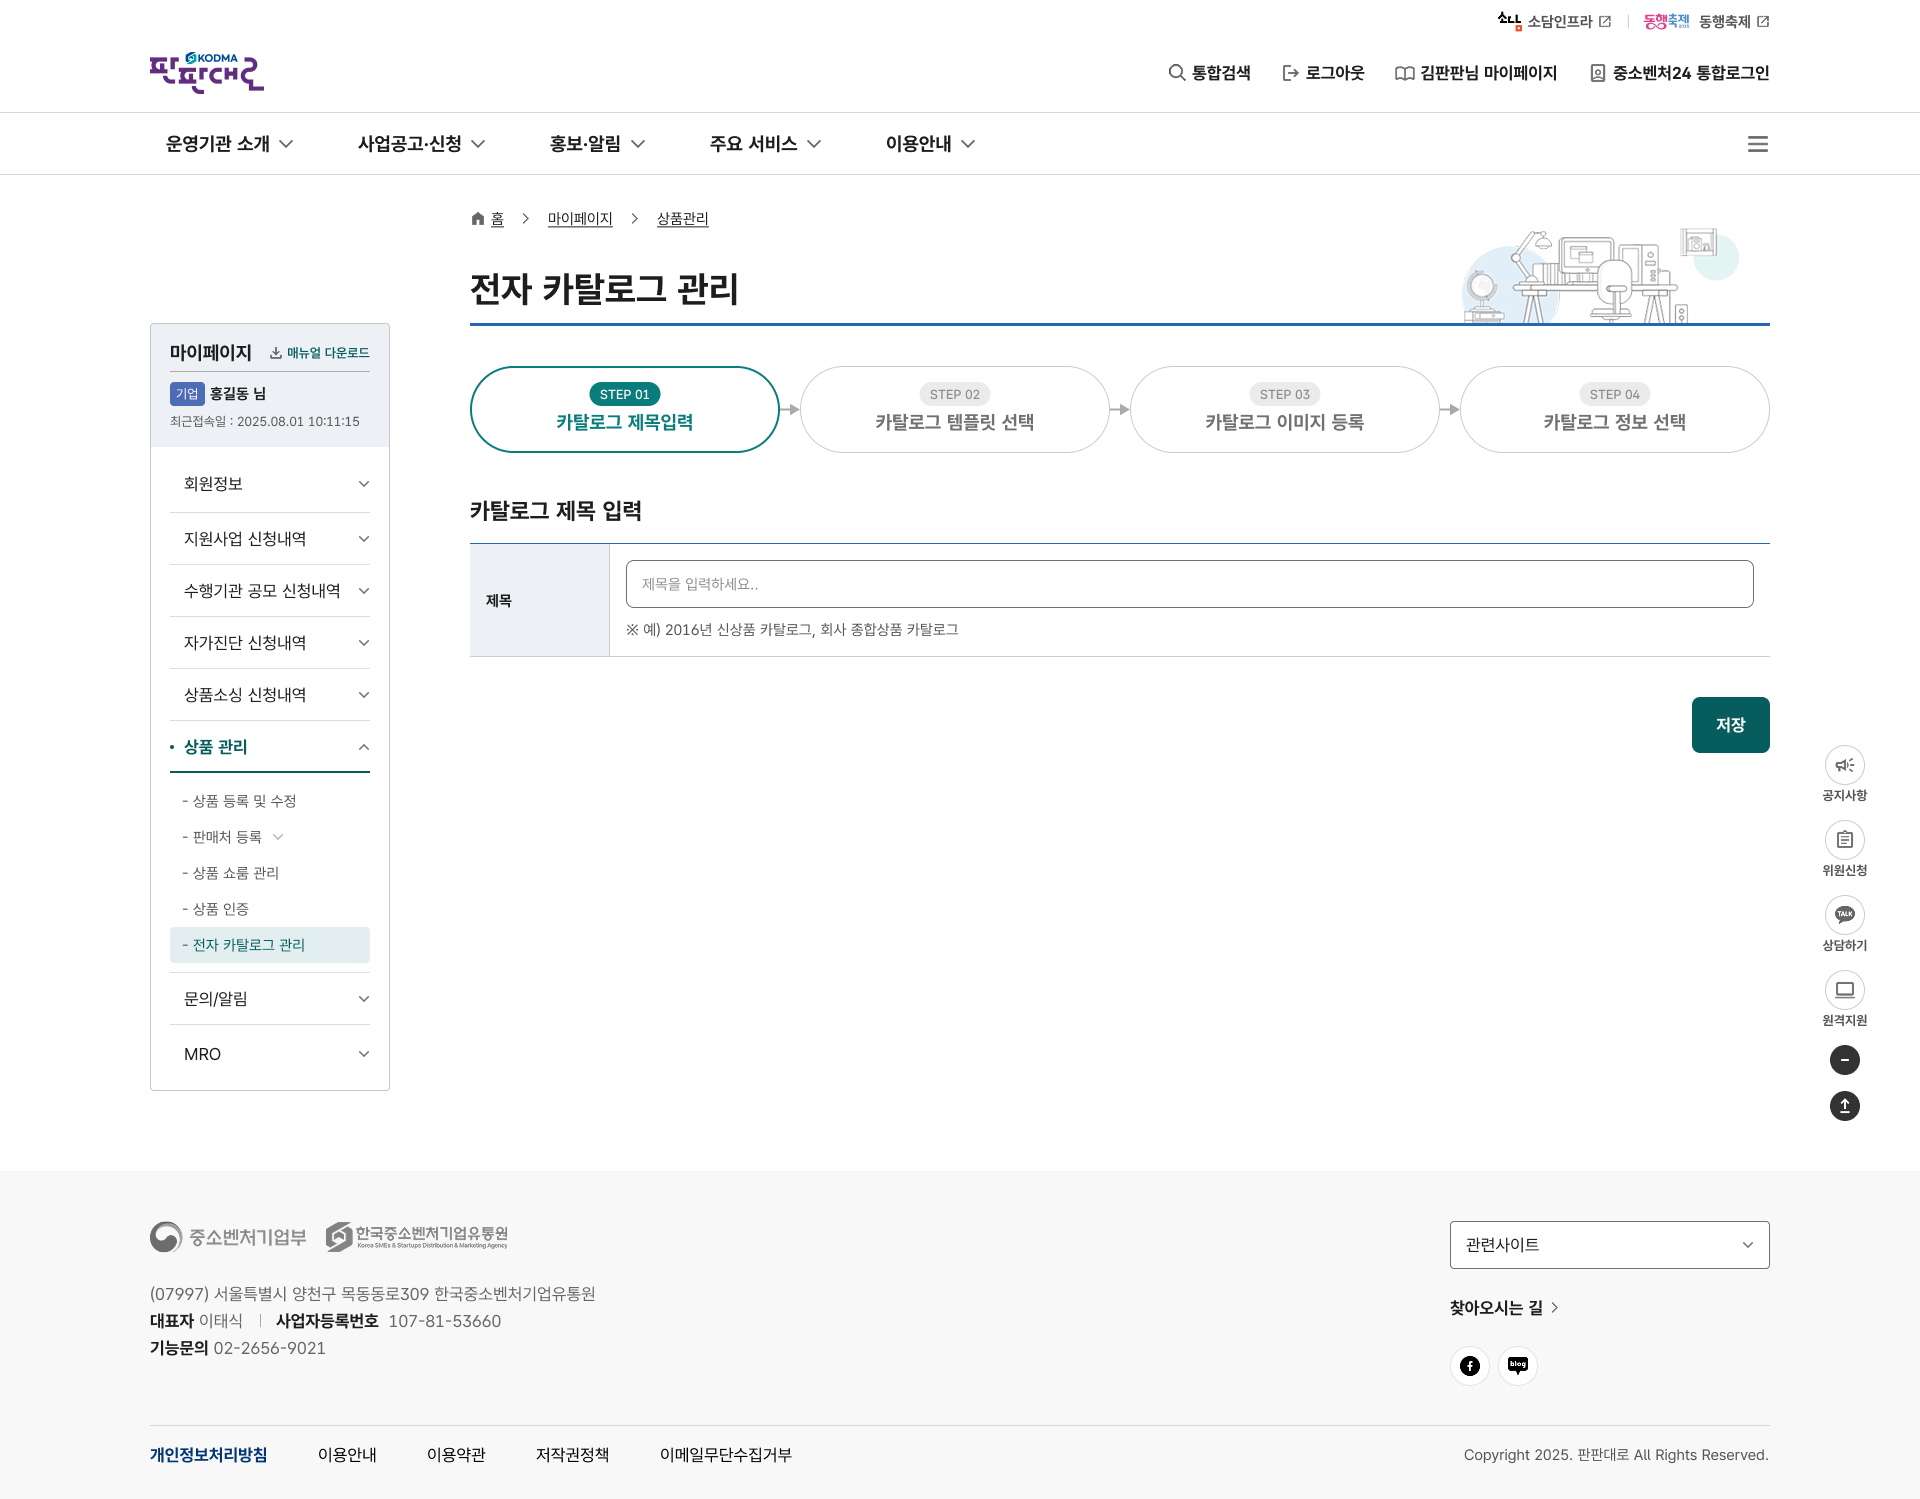 소담 소담인프라
동행축제 2025 동행축제
KODMA
판판대로
통합검색
로그아웃
김판판님 마이페이지
중소벤처24 통합로그인
운영기관 소개
사업공고·신청
홍보·알림
주요 서비스
이용안내
홈
마이페이지
상품관리
전자 카탈로그 관리
마이페이지
매뉴얼 다운로드
기업 홍길동 님
최근접속일 : 2025.08.01 10:11:15
회원정보
지원사업 신청내역
수행기관 공모 신청내역
자가진단 신청내역
상품소싱 신청내역
상품 관리
- 상품 등록 및 수정
- 판매처 등록
- 상품 쇼룸 관리
- 상품 인증
- 전자 카탈로그 관리
문의/알림
MRO
STEP 01
카탈로그 제목입력
STEP 02
카탈로그 템플릿 선택
STEP 03
카탈로그 이미지 등록
STEP 04
카탈로그 정보 선택
카탈로그 제목 입력
제목
제목을 입력하세요..
※ 예) 2016년 신상품 카탈로그, 회사 종합상품 카탈로그
저장
공지사항
위원신청
TALK
상담하기
원격지원
중소벤처기업부
한국중소벤처기업유통원
Korea SMEs & Startups Distribution & Marketing Agency
(07997) 서울특별시 양천구 목동동로309 한국중소벤처기업유통원
대표자 이태식 사업자등록번호 107-81-53660
기능문의 02-2656-9021
관련사이트
찾아오시는 길
blog
개인정보처리방침
이용안내
이용약관
저작권정책
이메일무단수집거부
Copyright 2025. 판판대로 All Rights Reserved.